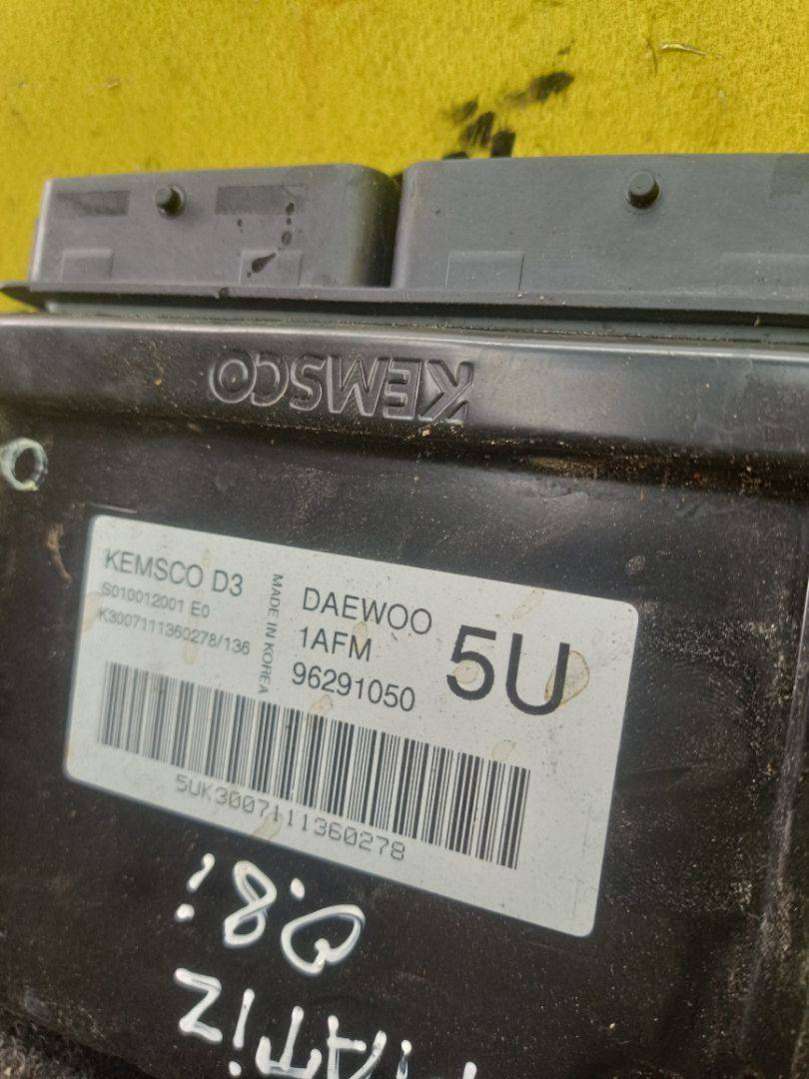 KEMSCO
KEMSCO D3
S010012001 E0
K3007111360278/136
MADE IN KOREA
DAEWOO
1AFM
96291050
5U
5UK3007111360278
MATIZ
0.8i